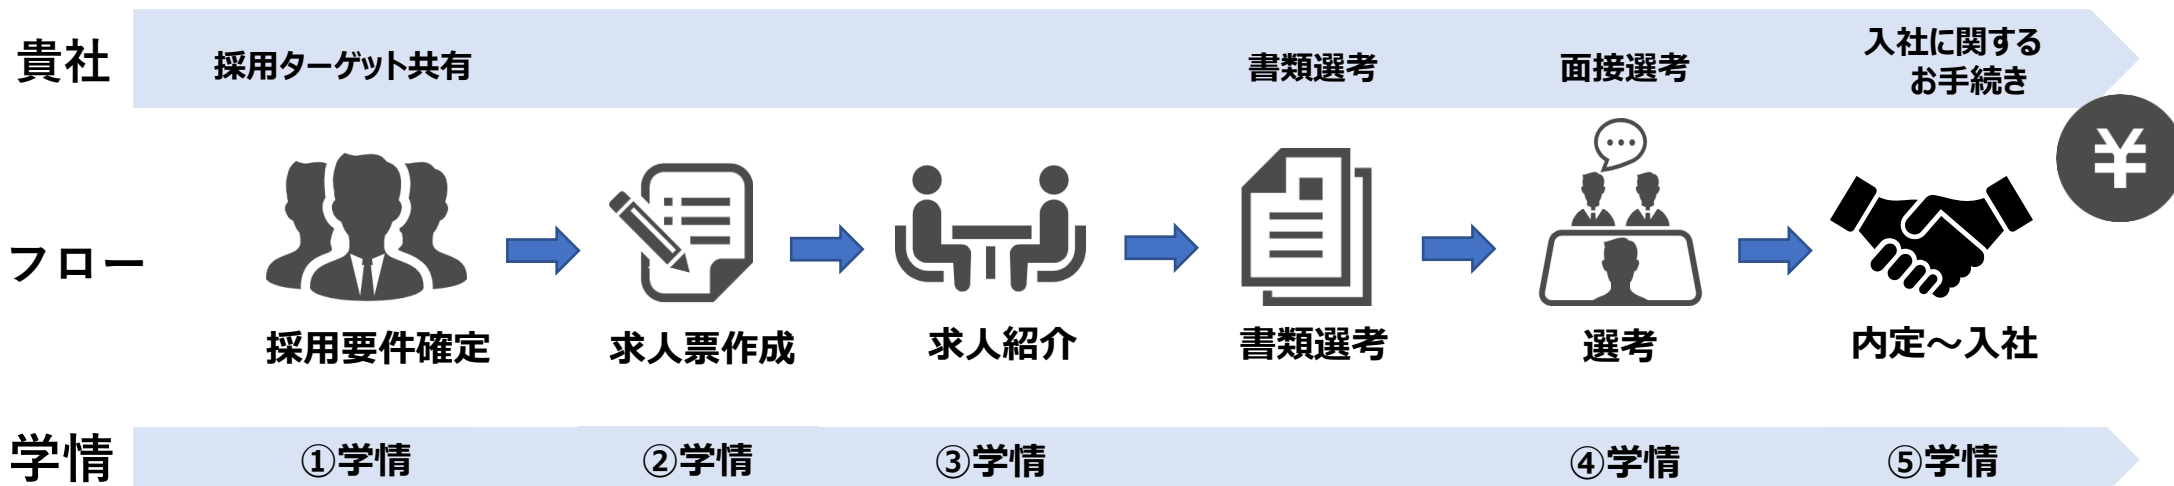 貴社
採用ターゲット共有
書類選考
面接選考
入社に関する
お手続き
¥
フロー
採用要件確定
求人票作成
求人紹介
書類選考
選考
内定～入社
学情
①学情
②学情
③学情
④学情
⑤学情